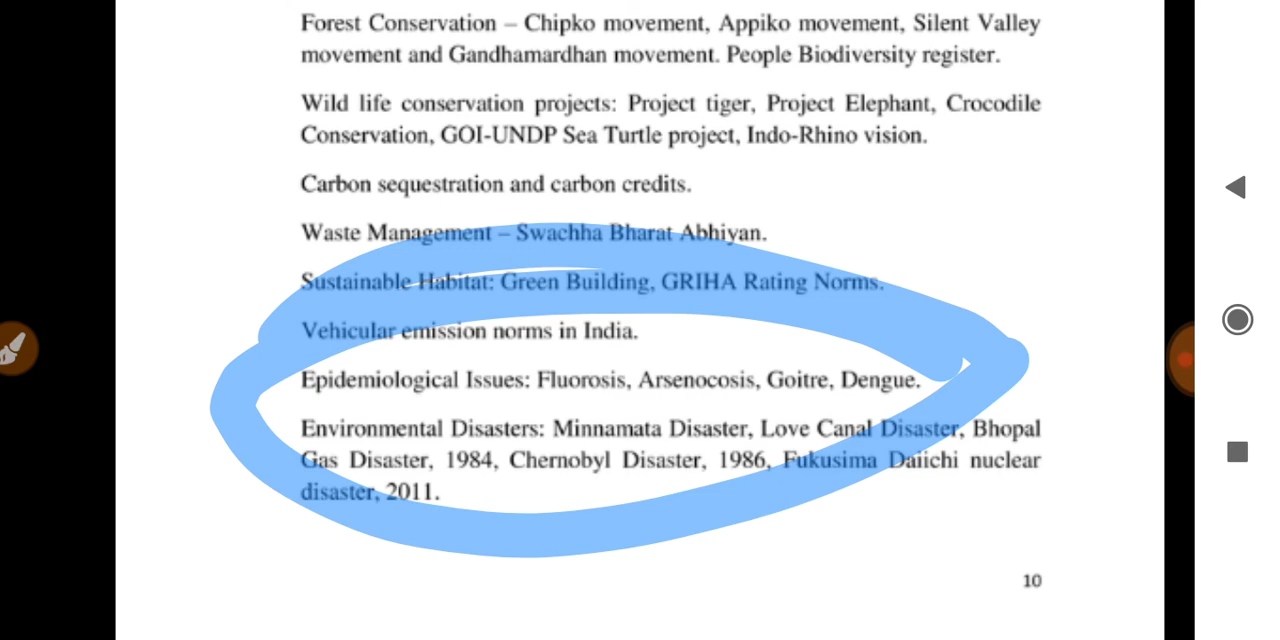 Forest Conservation – Chipko movement, Appiko movement, Silent Valley
movement and Gandhamardhan movement. People Biodiversity register.
Wild life conservation projects: Project tiger, Project Elephant, Crocodile
Conservation, GOI-UNDP Sea Turtle project, Indo-Rhino vision.
Carbon sequestration and carbon credits.
Waste Management – Swachha Bharat Abhiyan.
Sustainable Habitat: Green Building, GRIHA Rating Norms.
Vehicular emission norms in India.
Epidemiological Issues: Fluorosis, Arsenocosis, Goitre, Dengue.
Environmental Disasters: Minnamata Disaster, Love Canal Disaster, Bhopal
Gas Disaster, 1984, Chernobyl Disaster, 1986, Fukusima Daiichi nuclear
disaster, 2011.
10